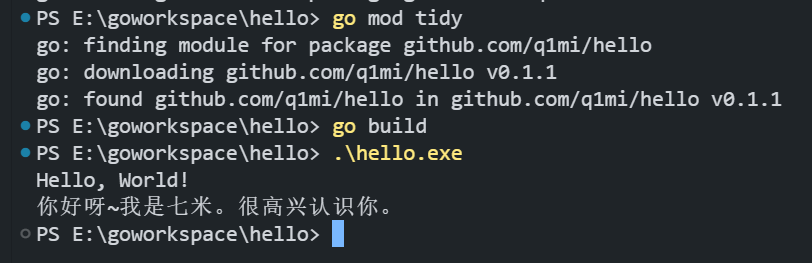 PS E:\goworkspace\hello> go mod tidy
go: finding module for package github.com/q1mi/hello
go: downloading github.com/q1mi/hello v0.1.1
go: found github.com/q1mi/hello in github.com/q1mi/hello v0.1.1
PS E:\goworkspace\hello> go build
PS E:\goworkspace\hello> .\hello.exe
Hello, World!
你好呀~我是七米。很高兴认识你。
PS E:\goworkspace\hello>